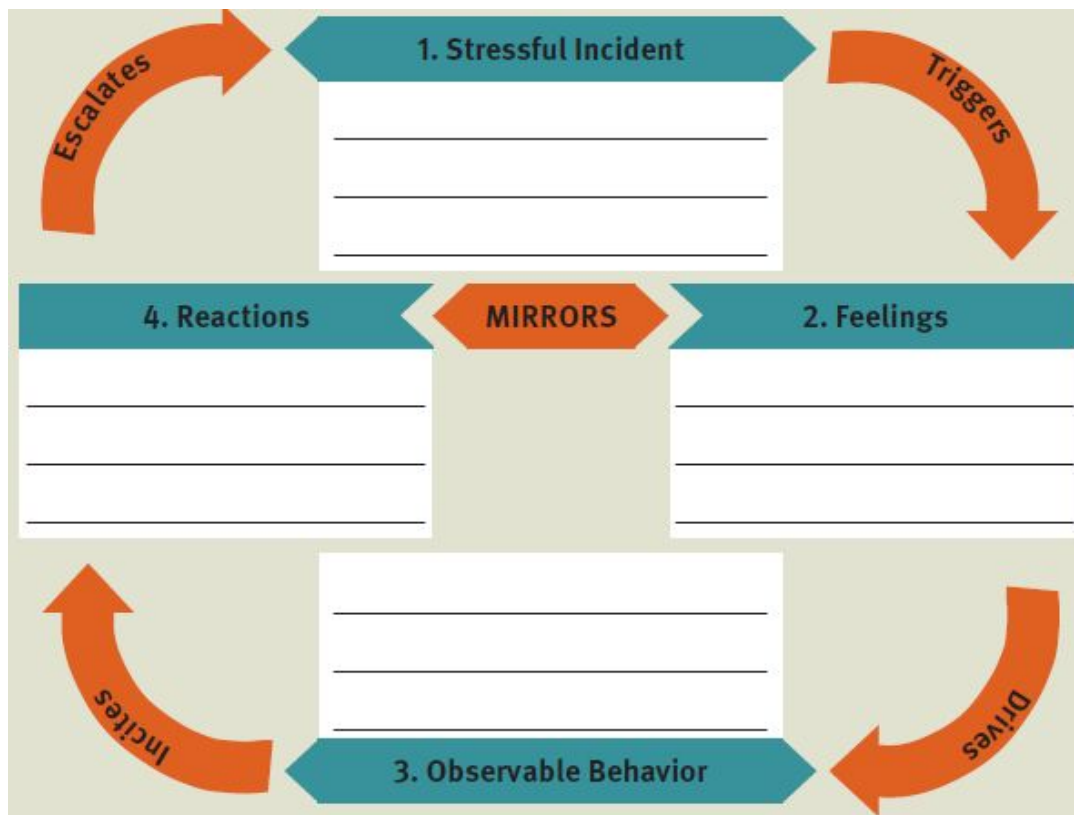 Escalates
1. Stressful Incident
Triggers
4. Reactions
MIRRORS
2. Feelings
Incites
3. Observable Behavior
Drives